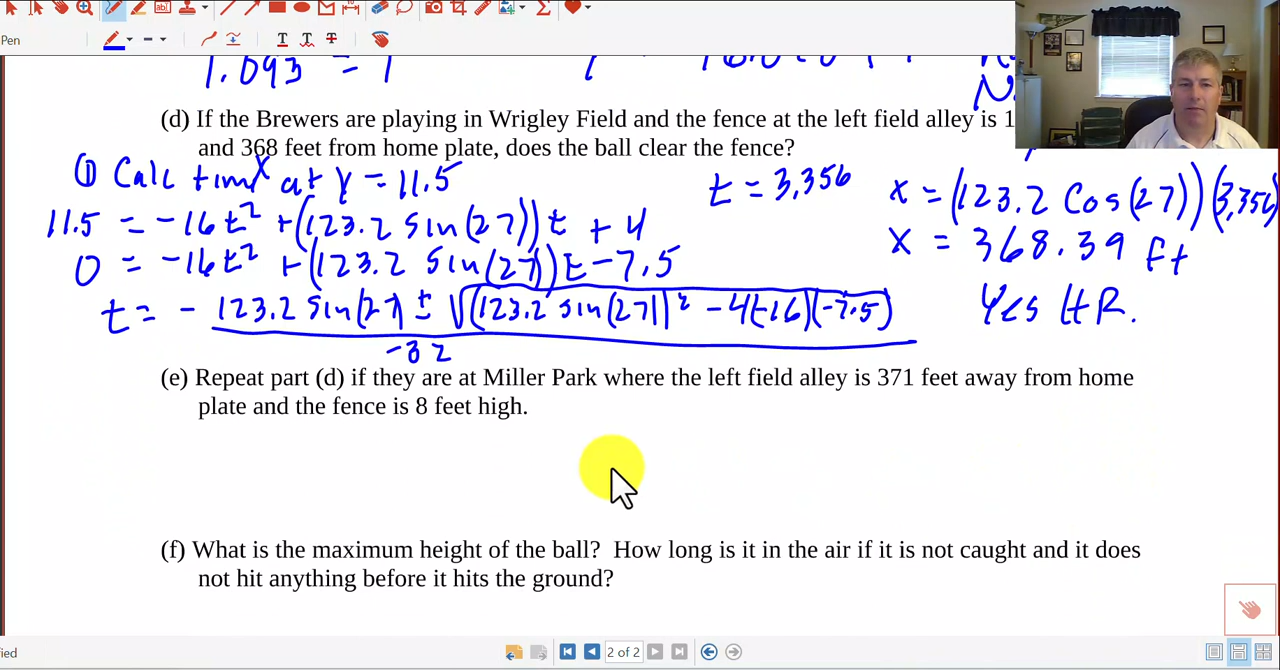 Pen
1.093 = 1
(d) If the Brewers are playing in Wrigley Field and the fence at the left field alley is 1
and 368 feet from home plate, does the ball clear the fence?
① Calc time at Y = 11.5
t = 3.356
x = (123.2 Cos(27))(3.356)
11.5 = -16t² + (123.2 sin(27))t + 4
x = 368.39 ft
0 = -16t² + (123.2 sin(27))t - 7.5
t = - 123.2 sin(27) ± √(123.2 sin(27))² - 4(-16)(-7.5)
-32
Yes HR.
(e) Repeat part (d) if they are at Miller Park where the left field alley is 371 feet away from home
plate and the fence is 8 feet high.
(f) What is the maximum height of the ball? How long is it in the air if it is not caught and it does
not hit anything before it hits the ground?
fied
2 of 2